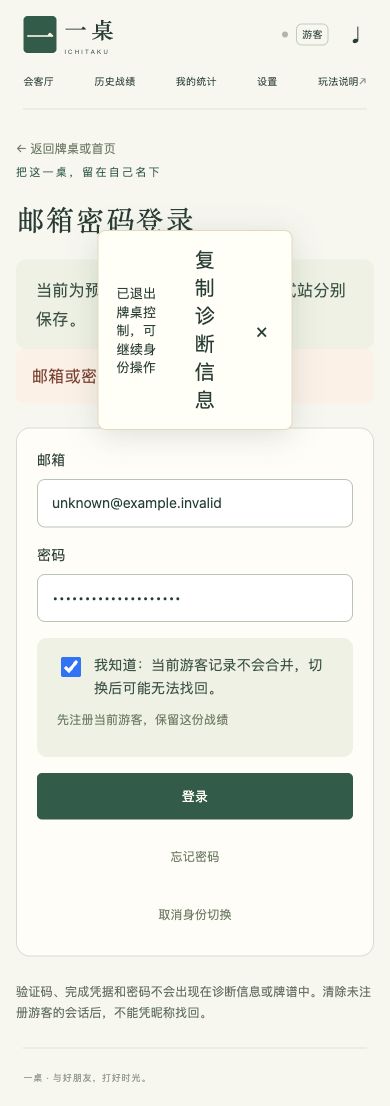 一桌
ICHITAKU
游客
会客厅 历史战绩 我的统计 设置 玩法说明↗
← 返回牌桌或首页
把这一桌，留在自己名下
邮箱密码登录
当前为预
式站分别
保存。
邮箱或密
已退出
牌桌控
制，可
继续身
份操作
复制诊断信息
×
邮箱
unknown@example.invalid
密码
我知道：当前游客记录不会合并，切
换后可能无法找回。
先注册当前游客，保留这份战绩
登录
忘记密码
取消身份切换
验证码、完成凭据和密码不会出现在诊断信息或牌谱中。清除未注
册游客的会话后，不能凭昵称找回。
一桌 · 与好朋友，打好时光。